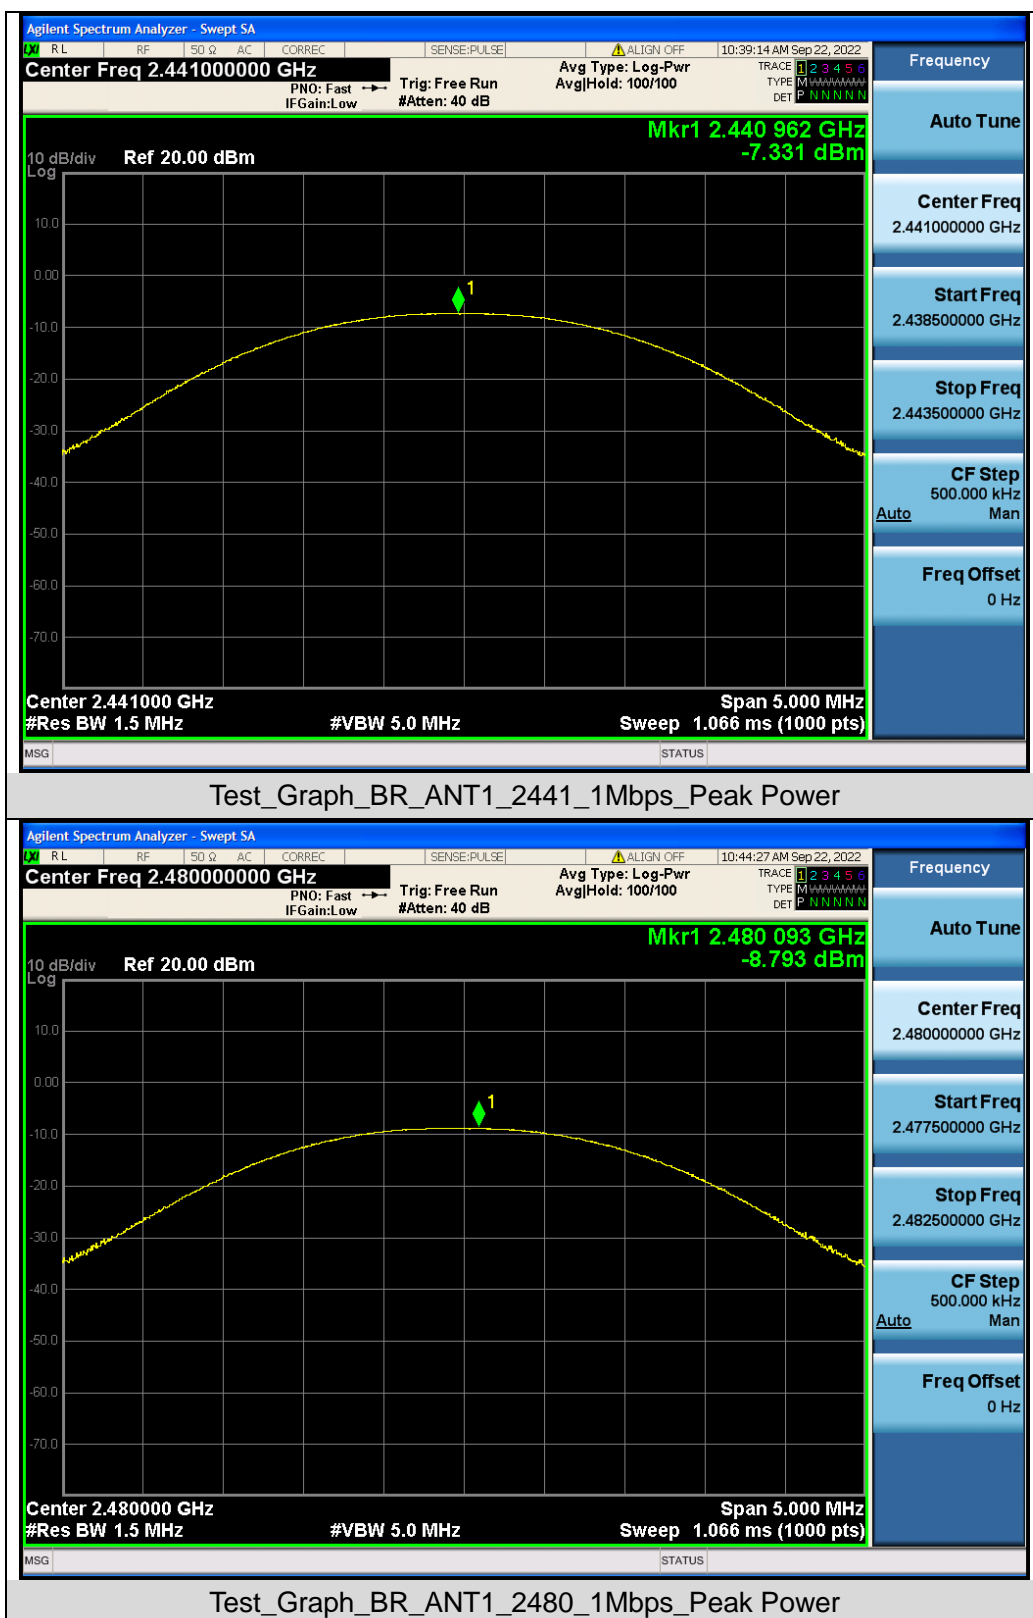 Agilent Spectrum Analyzer - Swept SA
LXI RL RF 50 Ω AC CORREC SENSE:PULSE ALIGN OFF 10:39:14 AM Sep 22, 2022
Center Freq 2.441000000 GHz
PNO: Fast
IFGain:Low
Trig: Free Run
#Atten: 40 dB
Avg Type: Log-Pwr
Avg|Hold: 100/100
TRACE 1 2 3 4 5 6
TYPE M WWWWW
DET P N N N N N
Frequency
Auto Tune
Center Freq
2.441000000 GHz
Start Freq
2.438500000 GHz
Stop Freq
2.443500000 GHz
CF Step
500.000 kHz
Auto Man
Freq Offset
0 Hz
Mkr1 2.440 962 GHz
-7.331 dBm
10 dB/div Ref 20.00 dBm
Log
10.0
0.00
-10.0
-20.0
-30.0
-40.0
-50.0
-60.0
-70.0
1
Center 2.441000 GHz Span 5.000 MHz
#Res BW 1.5 MHz #VBW 5.0 MHz Sweep 1.066 ms (1000 pts)
MSG STATUS
Test_Graph_BR_ANT1_2441_1Mbps_Peak Power
Agilent Spectrum Analyzer - Swept SA
LXI RL RF 50 Ω AC CORREC SENSE:PULSE ALIGN OFF 10:44:27 AM Sep 22, 2022
Center Freq 2.480000000 GHz
PNO: Fast
IFGain:Low
Trig: Free Run
#Atten: 40 dB
Avg Type: Log-Pwr
Avg|Hold: 100/100
TRACE 1 2 3 4 5 6
TYPE M WWWWW
DET P N N N N N
Frequency
Auto Tune
Center Freq
2.480000000 GHz
Start Freq
2.477500000 GHz
Stop Freq
2.482500000 GHz
CF Step
500.000 kHz
Auto Man
Freq Offset
0 Hz
Mkr1 2.480 093 GHz
-8.793 dBm
10 dB/div Ref 20.00 dBm
Log
10.0
0.00
-10.0
-20.0
-30.0
-40.0
-50.0
-60.0
-70.0
1
Center 2.480000 GHz Span 5.000 MHz
#Res BW 1.5 MHz #VBW 5.0 MHz Sweep 1.066 ms (1000 pts)
MSG STATUS
Test_Graph_BR_ANT1_2480_1Mbps_Peak Power